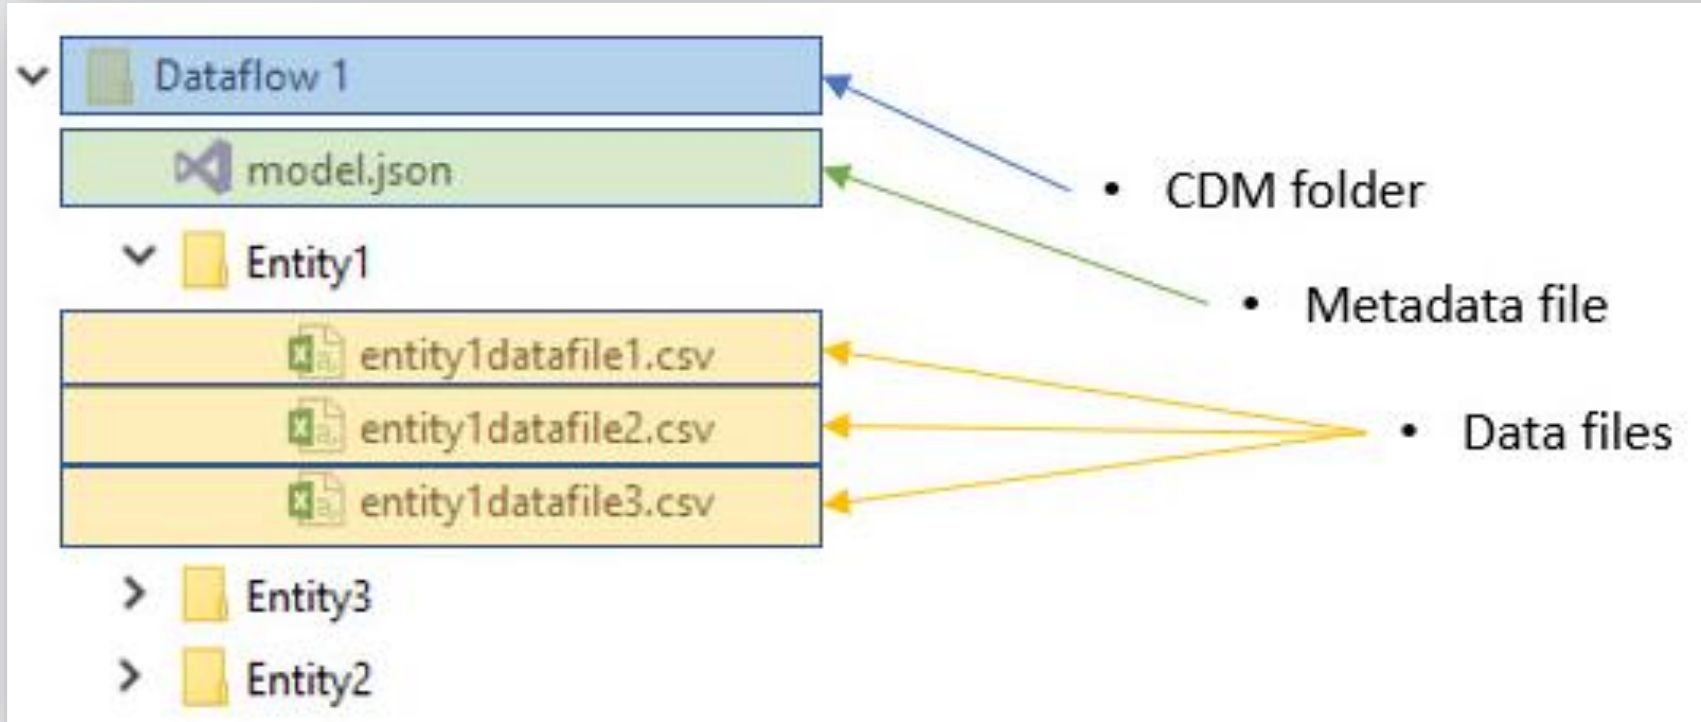 Dataflow 1
model.json
Entity1
entity1datafile1.csv
entity1datafile2.csv
entity1datafile3.csv
Entity3
Entity2
• CDM folder
• Metadata file
• Data files